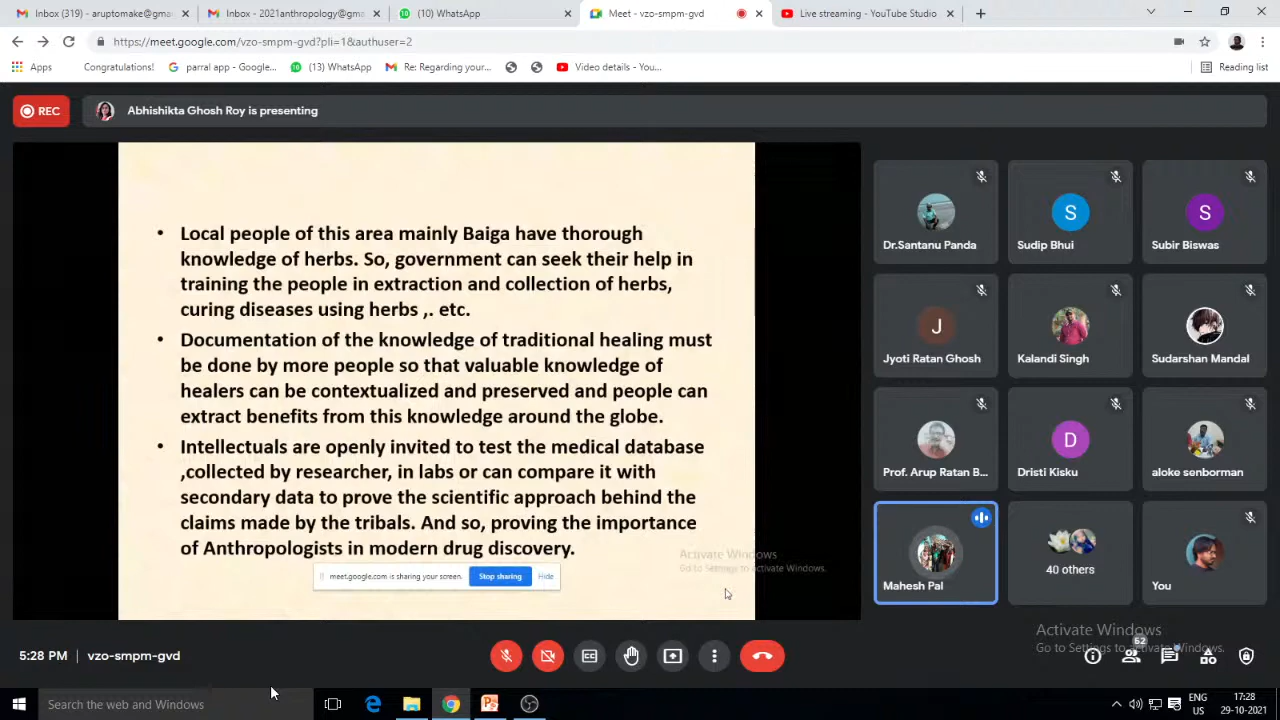 Inbox (319) - aruptomake@gma
Inbox - 2021anthropology@gm
(10) WhatsApp
Meet - vzo-smpm-gvd
Live streaming - YouTube Studio
https://meet.google.com/vzo-smpm-gvd?pli=1&authuser=2
Apps
Congratulations!
parral app - Google...
(13) WhatsApp
Re: Regarding your...
Video details - You...
Reading list
REC
Abhishikta Ghosh Roy is presenting
• Local people of this area mainly Baiga have thorough
knowledge of herbs. So, government can seek their help in
training the people in extraction and collection of herbs,
curing diseases using herbs ,. etc.
• Documentation of the knowledge of traditional healing must
be done by more people so that valuable knowledge of
healers can be contextualized and preserved and people can
extract benefits from this knowledge around the globe.
• Intellectuals are openly invited to test the medical database
,collected by researcher, in labs or can compare it with
secondary data to prove the scientific approach behind the
claims made by the tribals. And so, proving the importance
of Anthropologists in modern drug discovery.
meet.google.com is sharing your screen.
Stop sharing
Hide
Activate Windows
Go to Settings to activate Windows.
Dr.Santanu Panda
S
Sudip Bhui
S
Subir Biswas
J
Jyoti Ratan Ghosh
Kalandi Singh
Sudarshan Mandal
Prof. Arup Ratan B...
D
Dristi Kisku
aloke senborman
Mahesh Pal
40 others
You
Activate Windows
Go to Settings to activate Windows.
5:28 PM | vzo-smpm-gvd
62
Search the web and Windows
ENG
US
17:28
29-10-2021